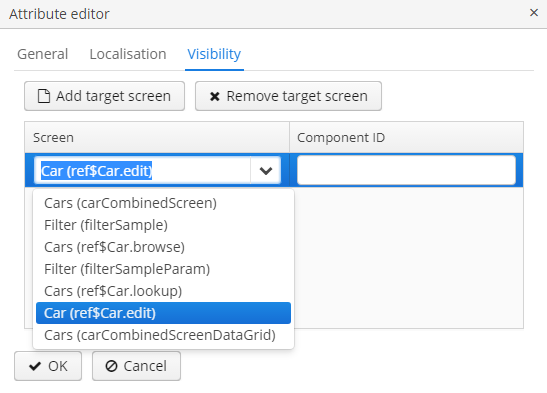 Attribute editor ×
General Localisation Visibility
Add target screen Remove target screen
Screen Component ID
Car (ref$Car.edit)
Cars (carCombinedScreen)
Filter (filterSample)
Cars (ref$Car.browse)
Filter (filterSampleParam)
Cars (ref$Car.lookup)
Car (ref$Car.edit)
Cars (carCombinedScreenDataGrid)
OK Cancel